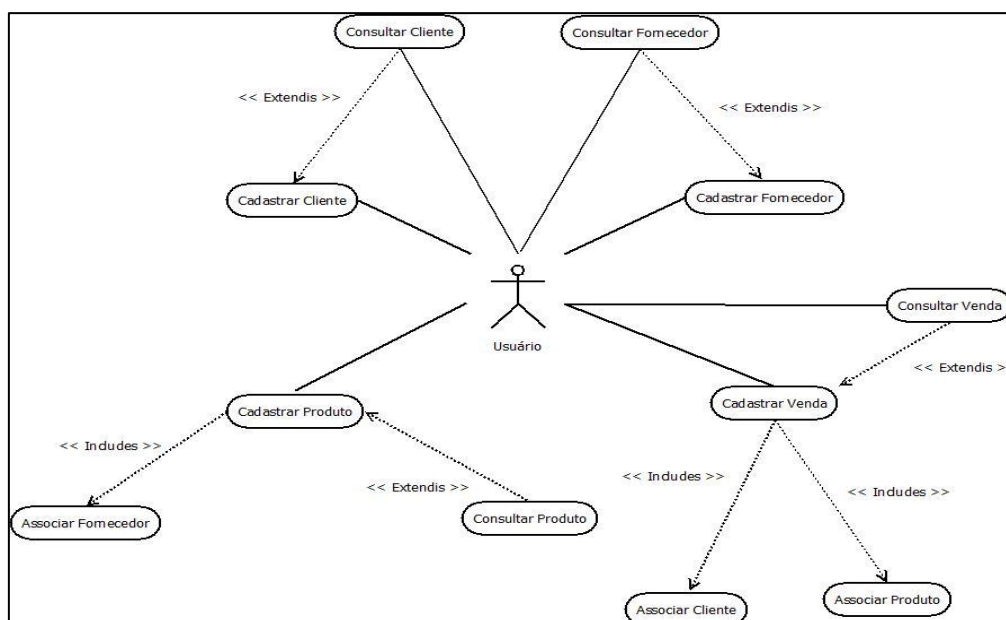 Consultar Cliente
Consultar Fornecedor
<< Extendis >>
<< Extendis >>
Cadastrar Cliente
Cadastrar Fornecedor
Consultar Venda
Usuário
<< Extendis >
Cadastrar Produto
Cadastrar Venda
<< Includes >>
<< Extendis >>
<< Includes >>
<< Includes >>
Associar Fornecedor
Consultar Produto
Associar Cliente
Associar Produto